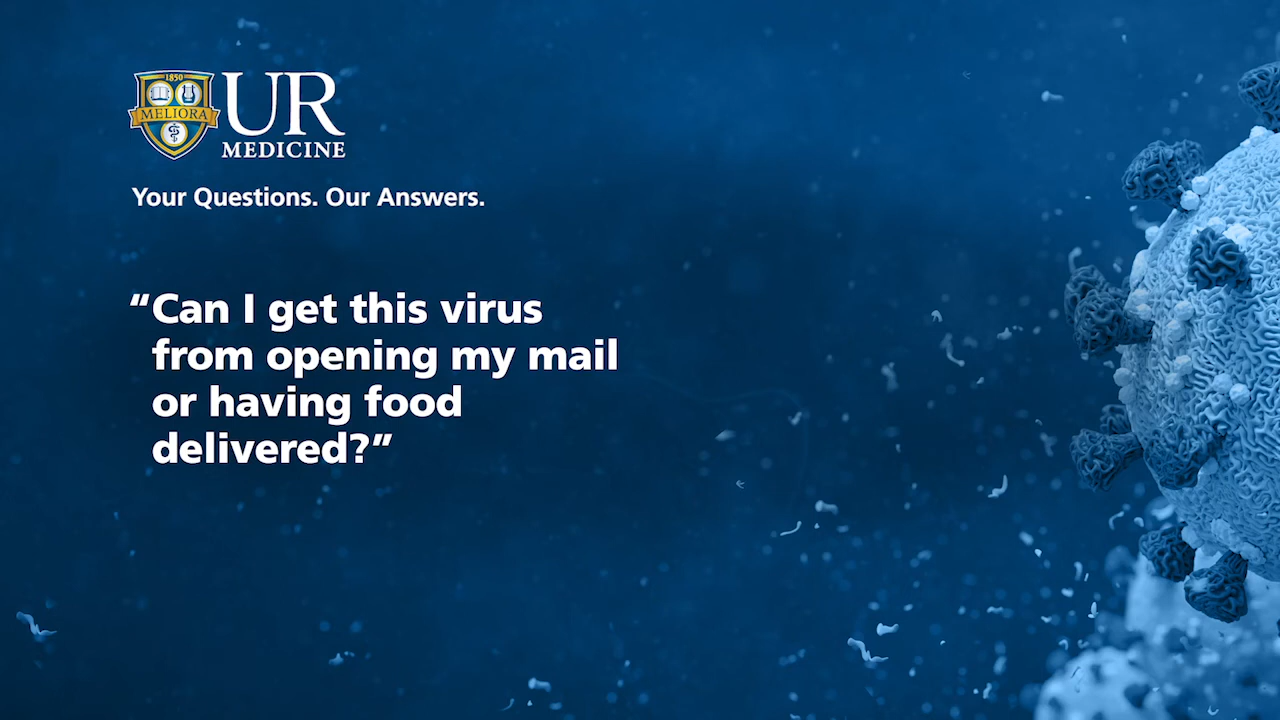 1850
MELIORA
UR
MEDICINE
Your Questions. Our Answers.
“Can I get this virus
from opening my mail
or having food
delivered?”